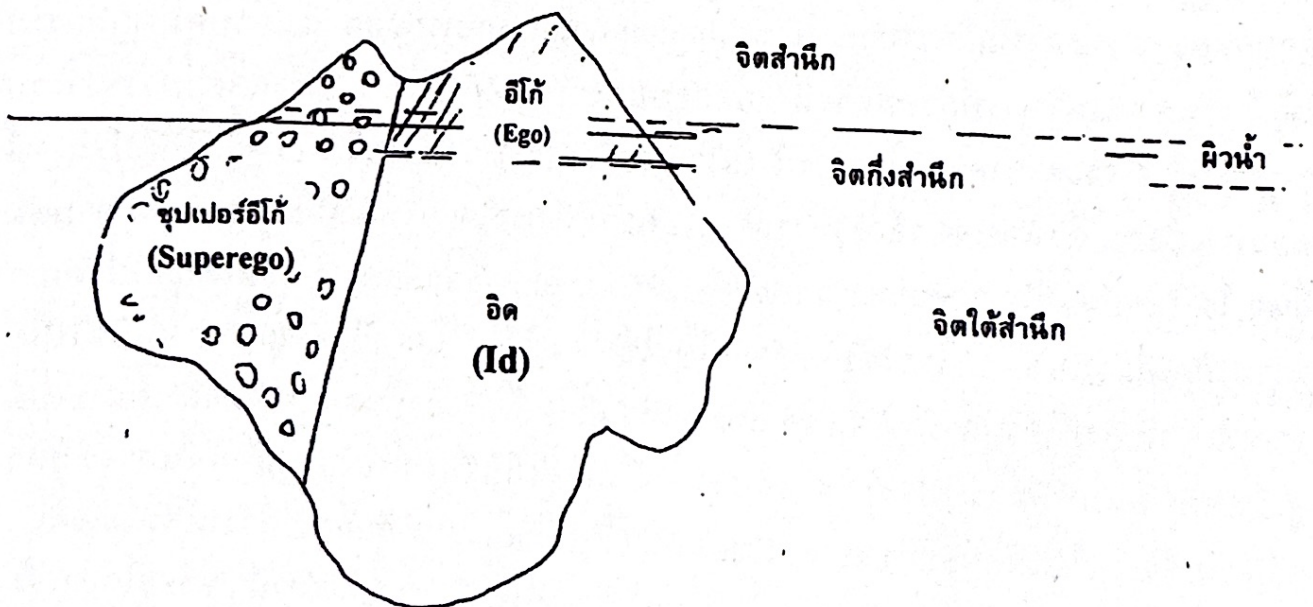 จิตสำนึก
อีโก้
(Ego)
ผิวน้ำ
จิตกึ่งสำนึก
ซุปเปอร์อีโก้
(Superego)
อิด
(Id)
จิตใต้สำนึก